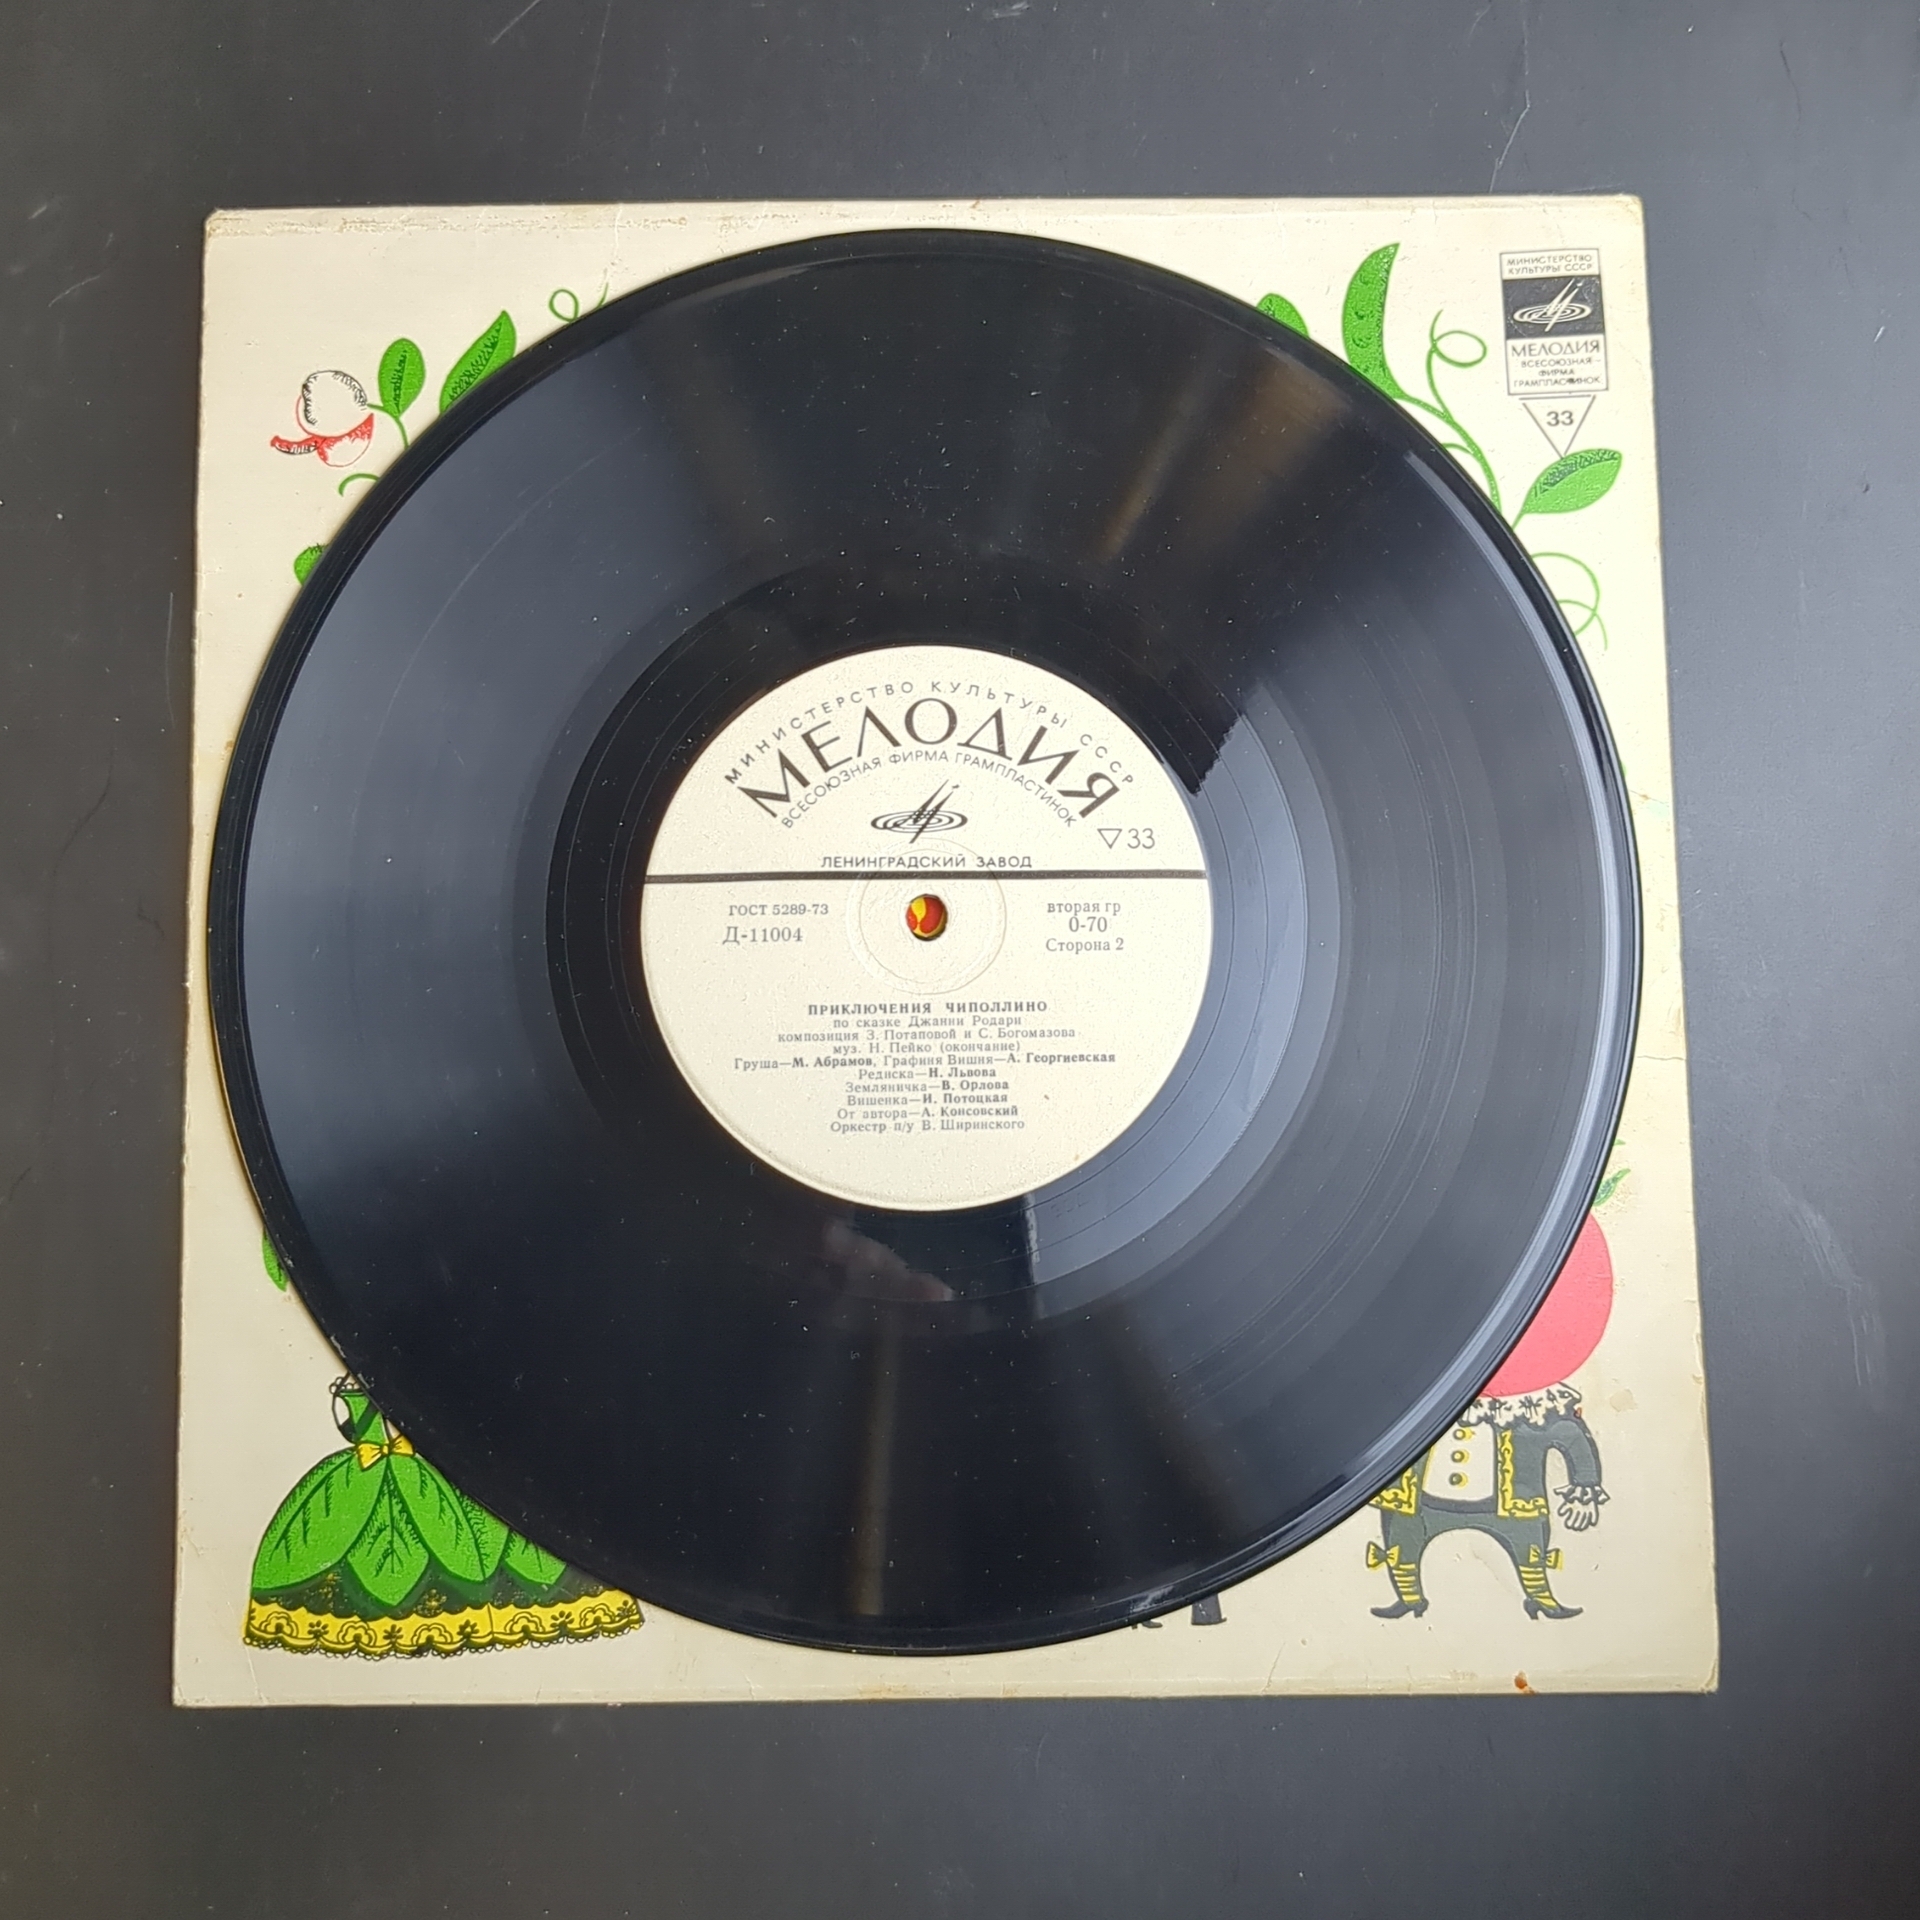 МИНИСТЕРСТВО
КУЛЬТУРЫ СССР
МЕЛОДИЯ
ВСЕСОЮЗНАЯ
ФИРМА
ГРАМПЛАСТИНОК
33
МИНИСТЕРСТВО КУЛЬТУРЫ СССР
МЕЛОДИЯ
ВСЕСОЮЗНАЯ ФИРМА ГРАМПЛАСТИНОК
▽33
ЛЕНИНГРАДСКИЙ ЗАВОД
ГОСТ 5289-73
Д-11004
вторая гр
0-70
Сторона 2
ПРИКЛЮЧЕНИЯ ЧИПОЛЛИНО
по сказке Джанни Родари
композиция З. Потаповой и С. Богомазова
муз. Н. Пейко (окончание)
Груша—М. Абрамов, Графиня Вишня—А. Георгиевская
Редиска—Н. Львова
Земляничка—В. Орлова
Вишенка—И. Потоцкая
От автора—А. Консовский
Оркестр п/у В. Ширинского